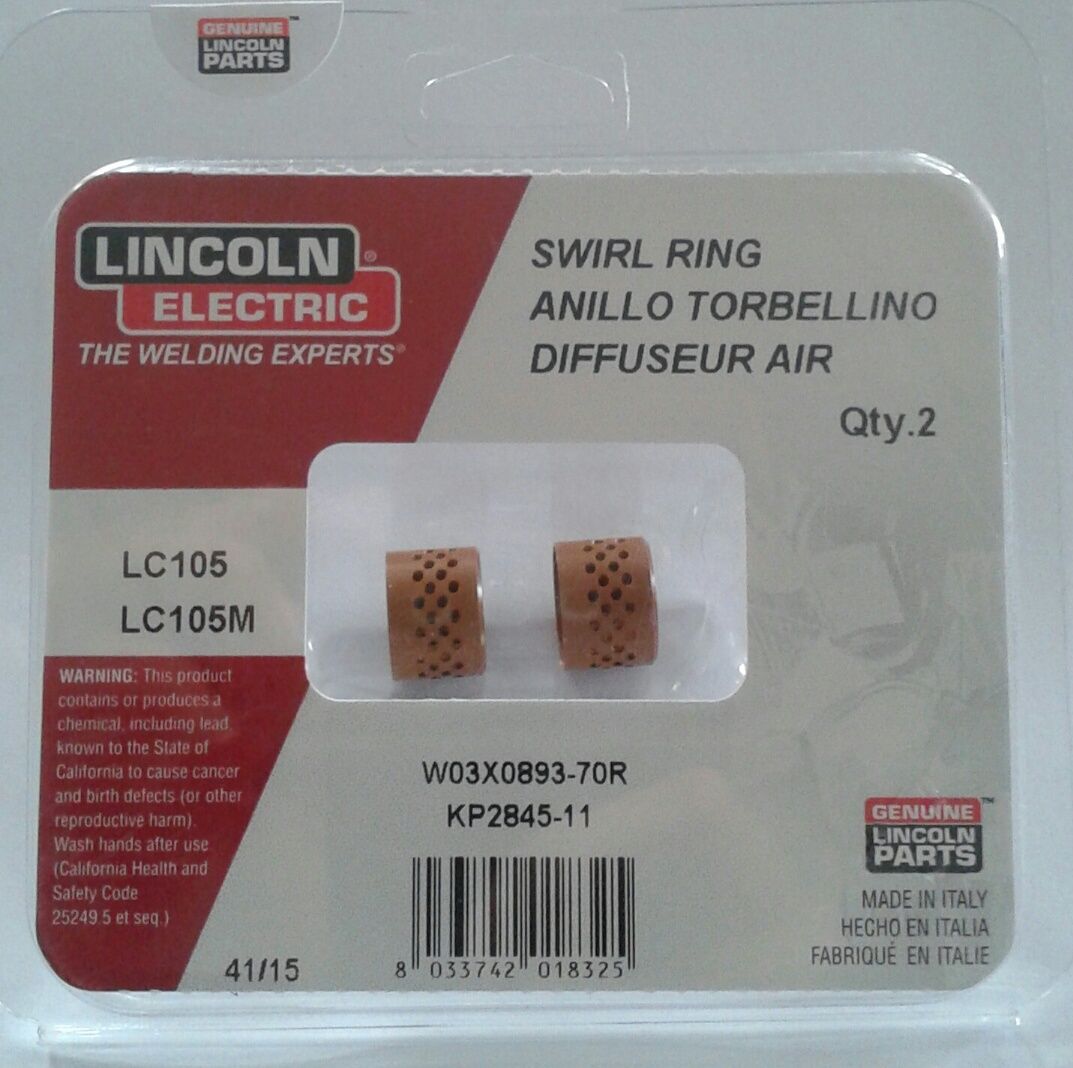 GENUINE™
LINCOLN
PARTS
LINCOLN®
ELECTRIC
THE WELDING EXPERTS®
SWIRL RING
ANILLO TORBELLINO
DIFFUSEUR AIR
Qty.2
LC105
LC105M
WARNING: This product
contains or produces a
chemical, including lead,
known to the State of
California to cause cancer
and birth defects (or other
reproductive harm).
Wash hands after use
(California Health and
Safety Code
25249.5 et seq.)
W03X0893-70R
KP2845-11
41/15
8 033742 018325
GENUINE™
LINCOLN
PARTS
MADE IN ITALY
HECHO EN ITALIA
FABRIQUÉ EN ITALIE